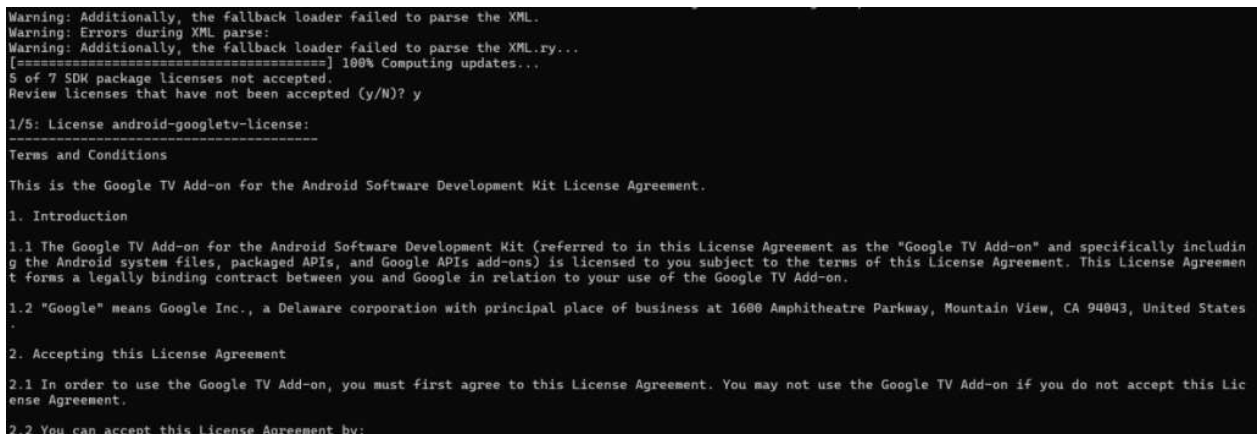 Warning: Additionally, the fallback loader failed to parse the XML.
Warning: Errors during XML parse:
Warning: Additionally, the fallback loader failed to parse the XML.ry...
[=======================================] 100% Computing updates...
5 of 7 SDK package licenses not accepted.
Review licenses that have not been accepted (y/N)? y
1/5: License android-googletv-license:
---------------------------------------
Terms and Conditions
This is the Google TV Add-on for the Android Software Development Kit License Agreement.
1. Introduction
1.1 The Google TV Add-on for the Android Software Development Kit (referred to in this License Agreement as the "Google TV Add-on" and specifically includin
g the Android system files, packaged APIs, and Google APIs add-ons) is licensed to you subject to the terms of this License Agreement. This License Agreemen
t forms a legally binding contract between you and Google in relation to your use of the Google TV Add-on.
1.2 "Google" means Google Inc., a Delaware corporation with principal place of business at 1600 Amphitheatre Parkway, Mountain View, CA 94043, United States
.
2. Accepting this License Agreement
2.1 In order to use the Google TV Add-on, you must first agree to this License Agreement. You may not use the Google TV Add-on if you do not accept this Lic
ense Agreement.
2.2 You can accept this License Agreement by: